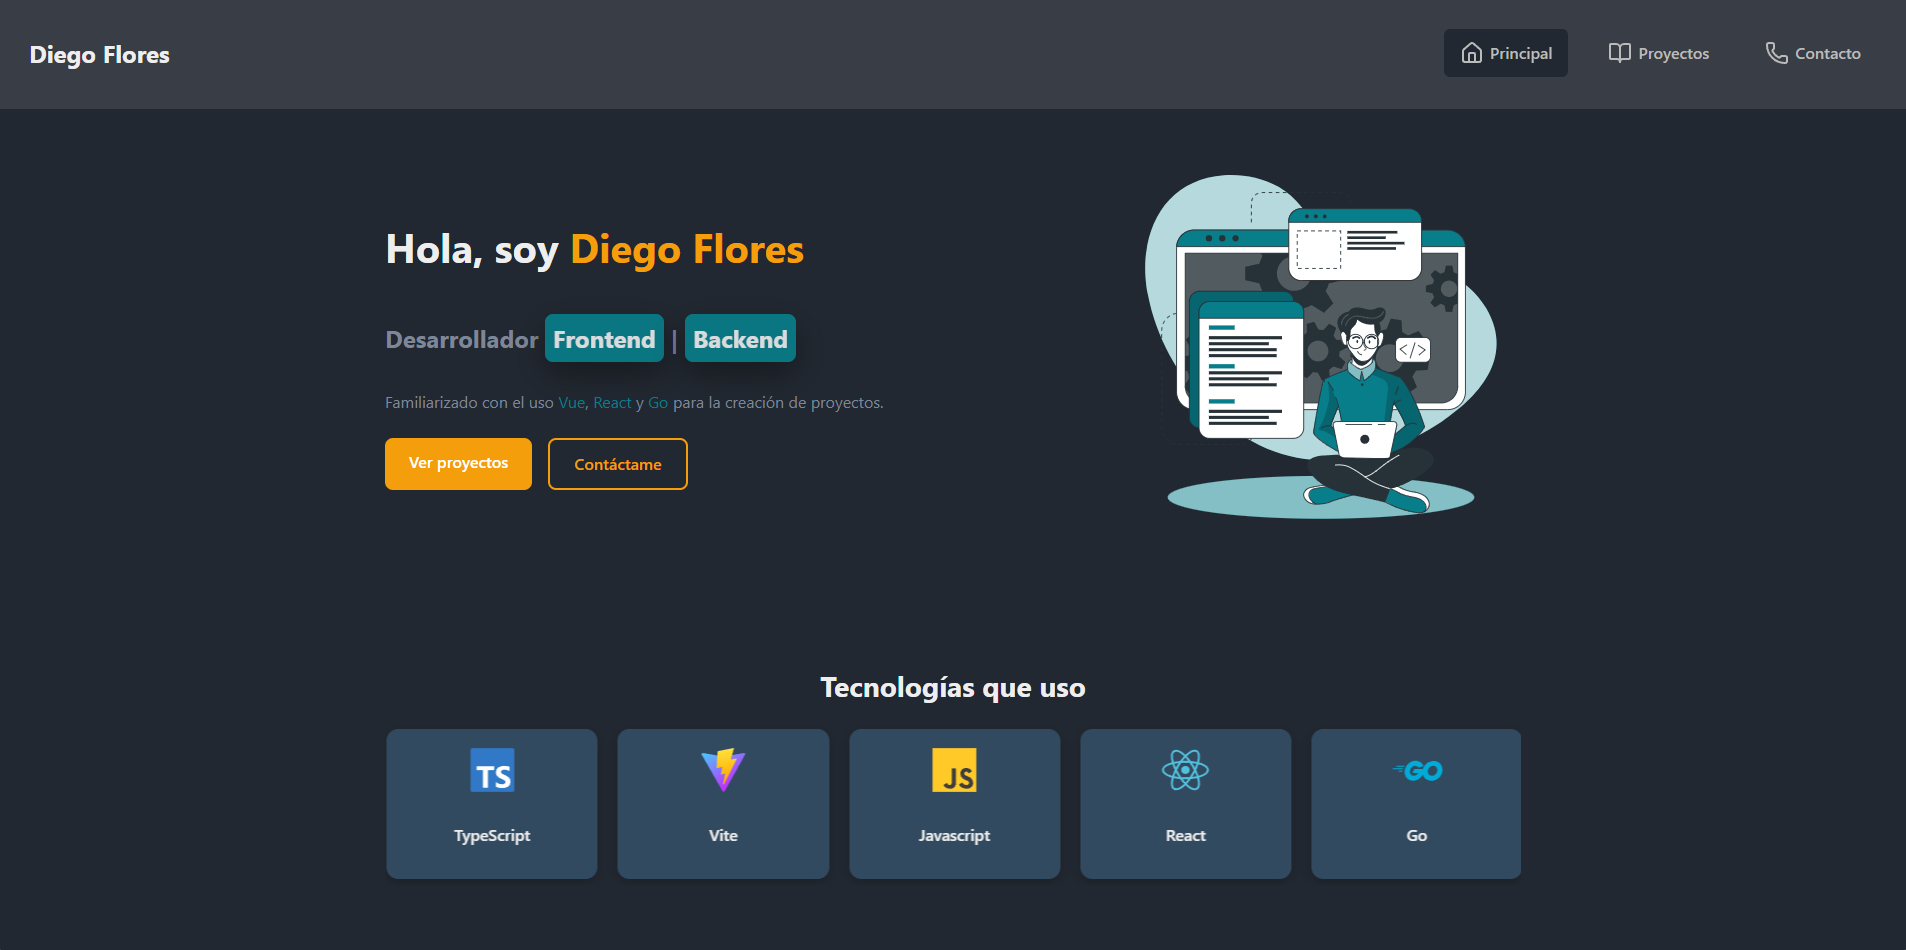 Diego Flores
Principal
Proyectos
Contacto
Hola, soy Diego Flores
Desarrollador Frontend | Backend
Familiarizado con el uso Vue, React y Go para la creación de proyectos.
Ver proyectos
Contáctame
</>
Tecnologías que uso
TS
JS
GO
TypeScript
Vite
Javascript
React
Go